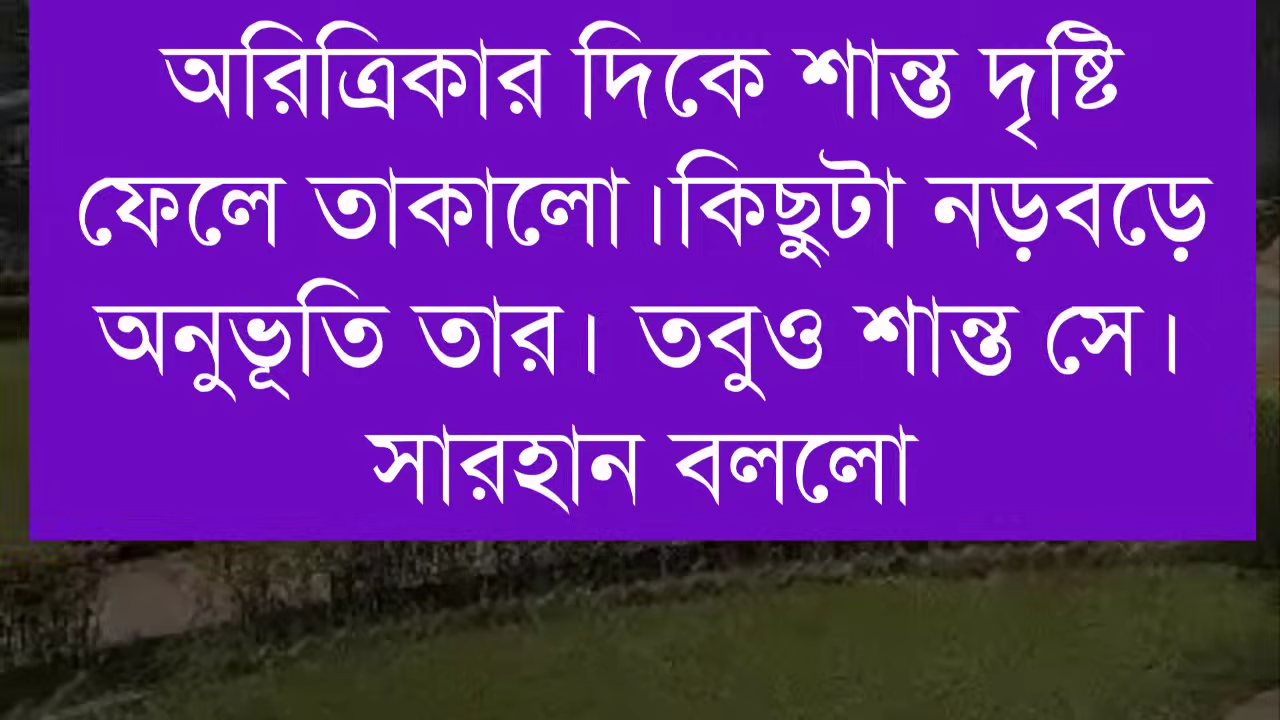 অরিত্রিকার দিকে শান্ত দৃষ্টি
ফেলে তাকালো।কিছুটা নড়বড়ে
অনুভূতি তার। তবুও শান্ত সে।
সারহান বললো